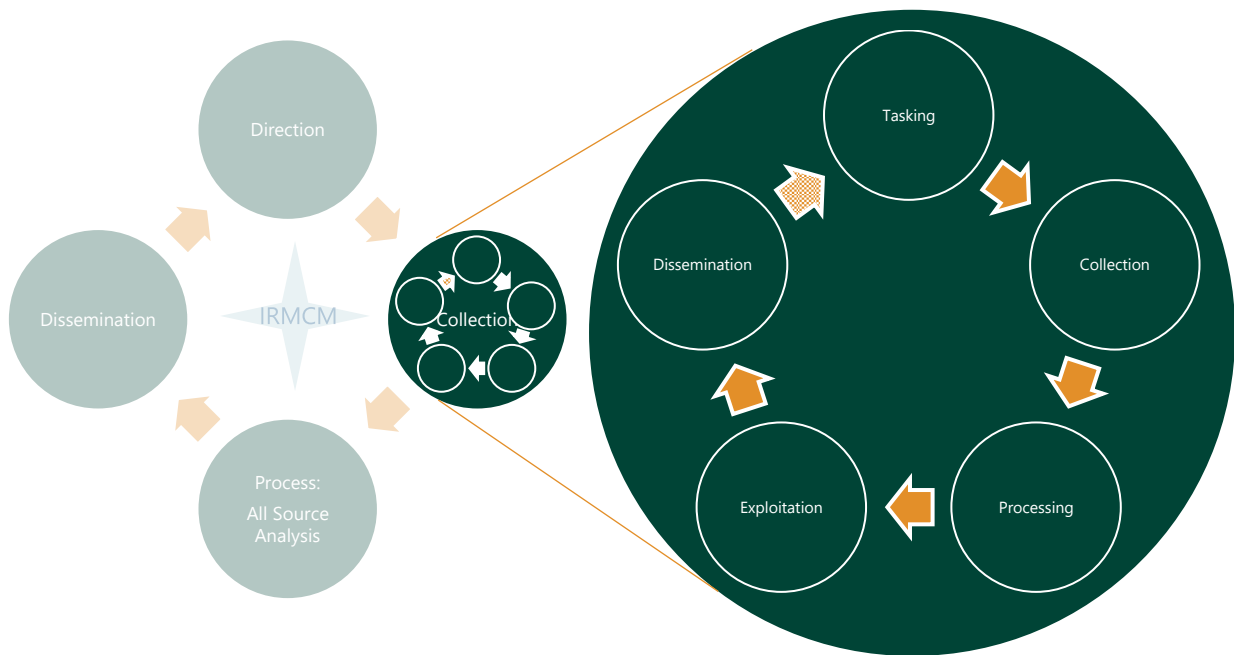 Direction
Dissemination
IRMCM
Collection
Process:
All Source
Analysis
Tasking
Dissemination
Collection
Exploitation
Processing